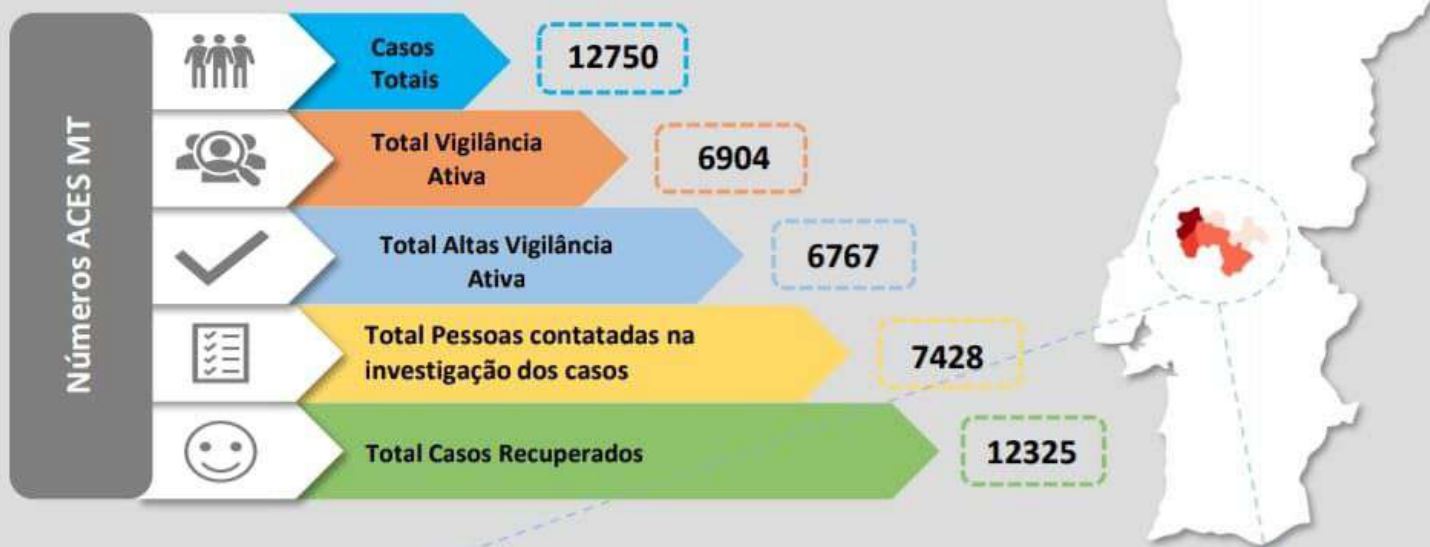 Números ACES MT
Casos
Totais
12750
Total Vigilância
Ativa
6904
Total Altas Vigilância
Ativa
6767
Total Pessoas contatadas na
investigação dos casos
7428
Total Casos Recuperados
12325